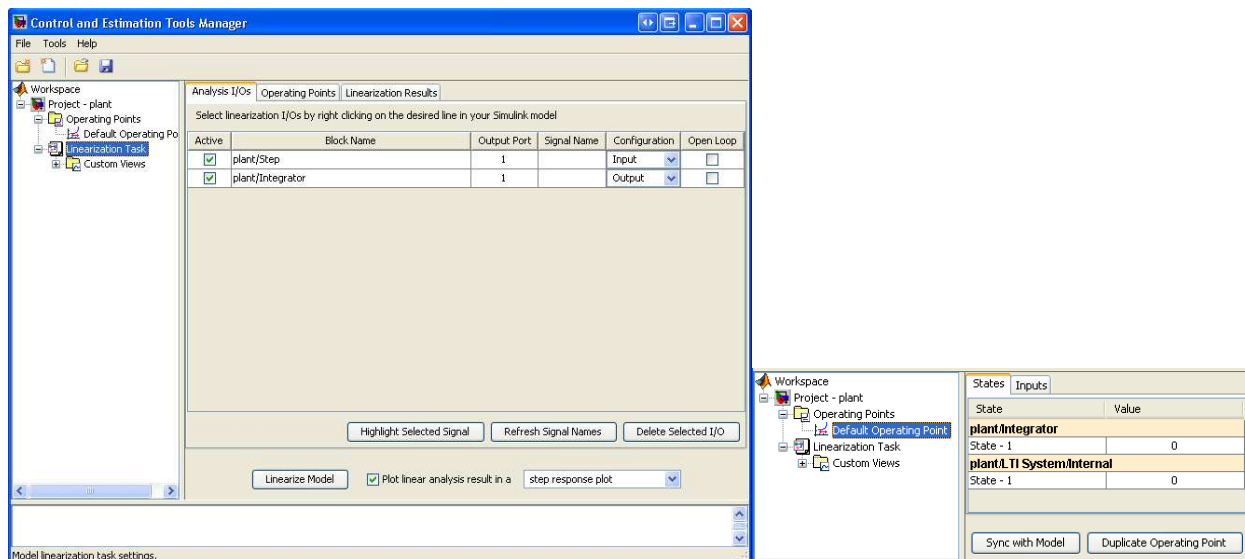 Control and Estimation Tools Manager
File Tools Help
Workspace
Project - plant
Operating Points
Default Operating Po
Linearization Task
Custom Views
Analysis I/Os Operating Points Linearization Results
Select linearization I/Os by right clicking on the desired line in your Simulink model
Active Block Name Output Port Signal Name Configuration Open Loop
plant/Step 1 Input
plant/Integrator 1 Output
Highlight Selected Signal Refresh Signal Names Delete Selected I/O
Linearize Model Plot linear analysis result in a step response plot
Model linearization task settings.
Workspace
Project - plant
Operating Points
Default Operating Point
Linearization Task
Custom Views
States Inputs
State Value
plant/Integrator
State - 1 0
plant/LTI System/Internal
State - 1 0
Sync with Model Duplicate Operating Point